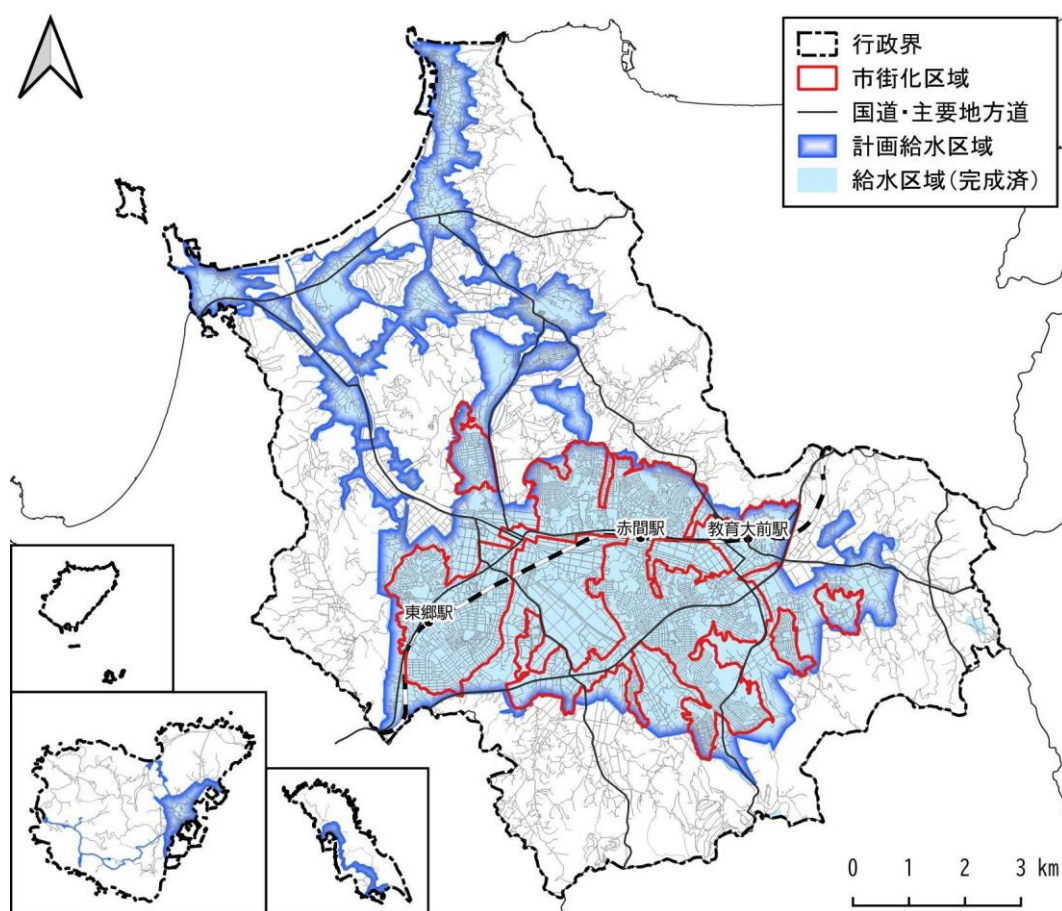 行政界
市街化区域
国道・主要地方道
計画給水区域
給水区域(完成済)
赤間駅
教育大前駅
東郷駅
0 1 2 3 km